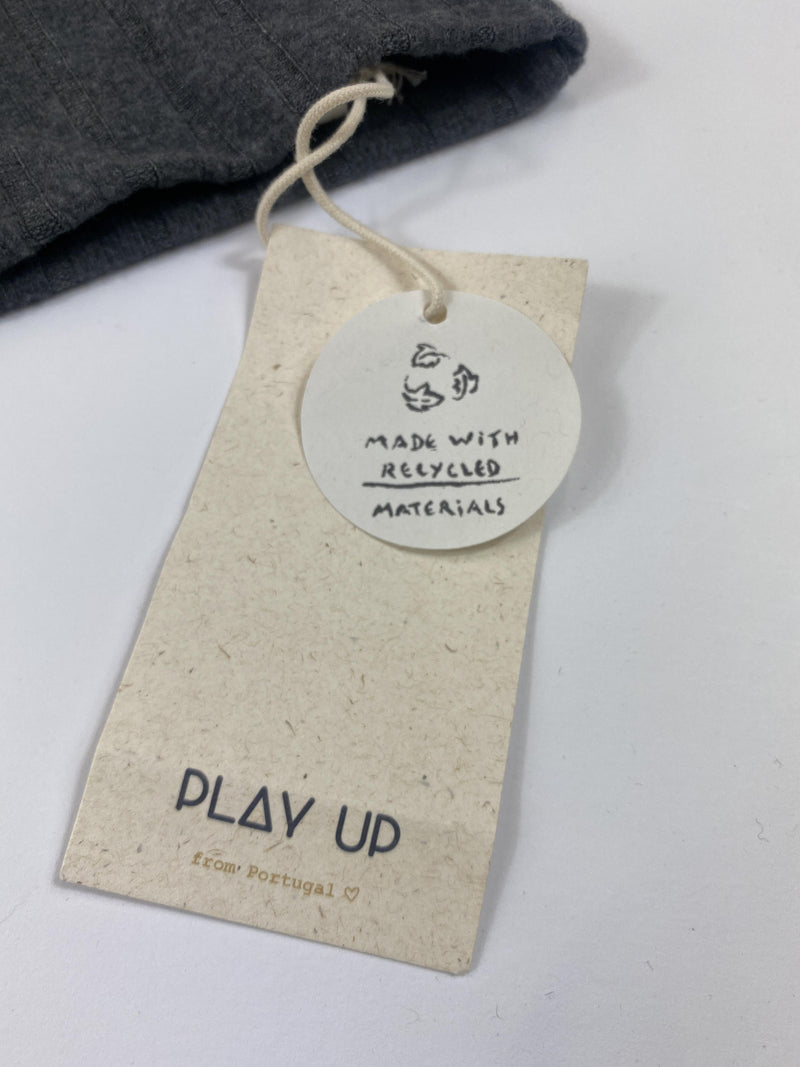 MADE WiTH
RECYCLED
MATERiALS
PLAY UP
from Portugal ♡